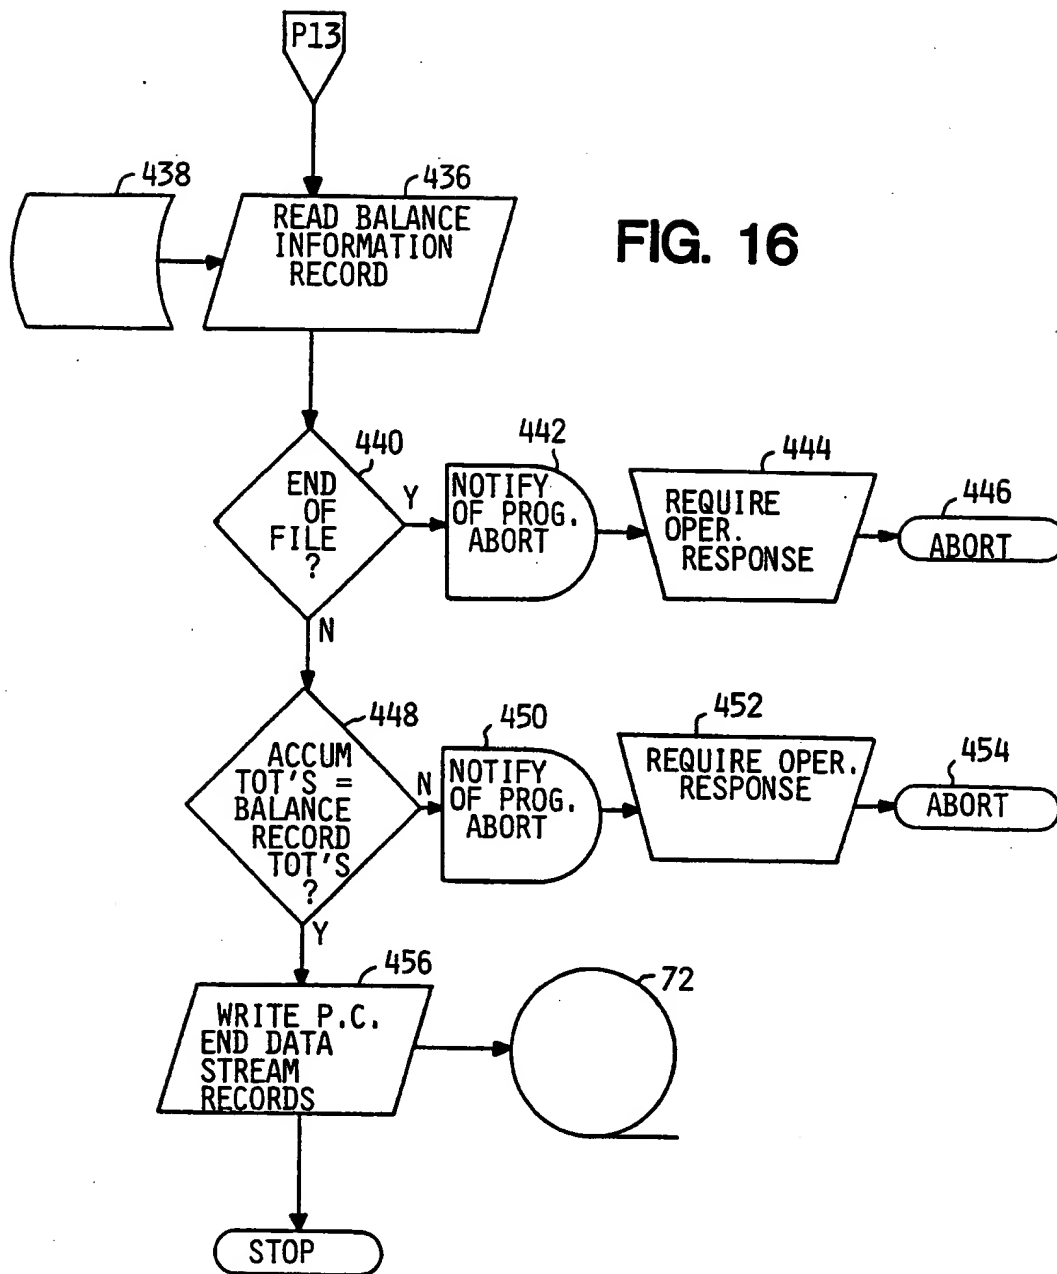 P13
438
436
READ BALANCE
INFORMATION
RECORD
FIG. 16
440
END
OF
FILE
?
Y
N
442
NOTIFY
OF PROG.
ABORT
444
REQUIRE
OPER.
RESPONSE
446
ABORT
448
ACCUM
TOT'S =
BALANCE
RECORD
TOT'S
?
N
Y
450
NOTIFY
OF PROG.
ABORT
452
REQUIRE OPER.
RESPONSE
454
ABORT
456
WRITE P.C.
END DATA
STREAM
RECORDS
72
STOP